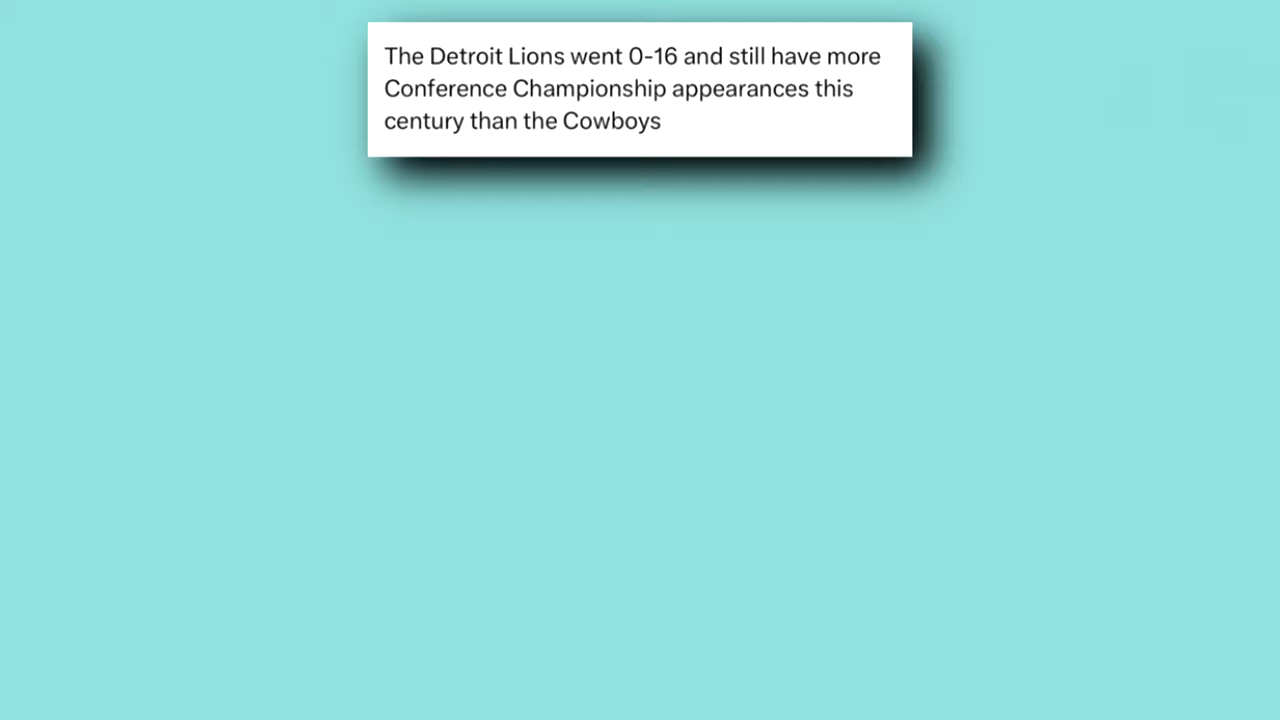 The Detroit Lions went 0-16 and still have more
Conference Championship appearances this
century than the Cowboys